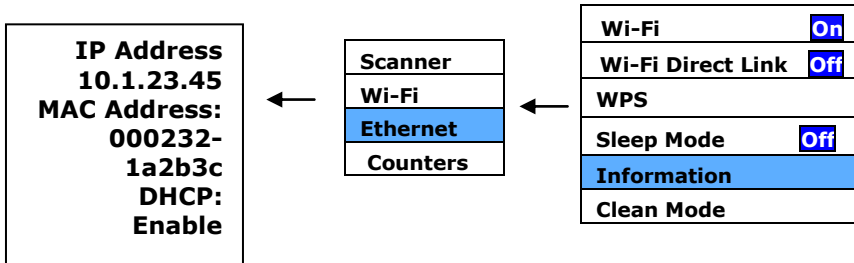 IP Address
10.1.23.45
MAC Address:
000232-
1a2b3c
DHCP:
Enable
Scanner
Wi-Fi
Ethernet
Counters
Wi-Fi On
Wi-Fi Direct Link Off
WPS
Sleep Mode Off
Information
Clean Mode